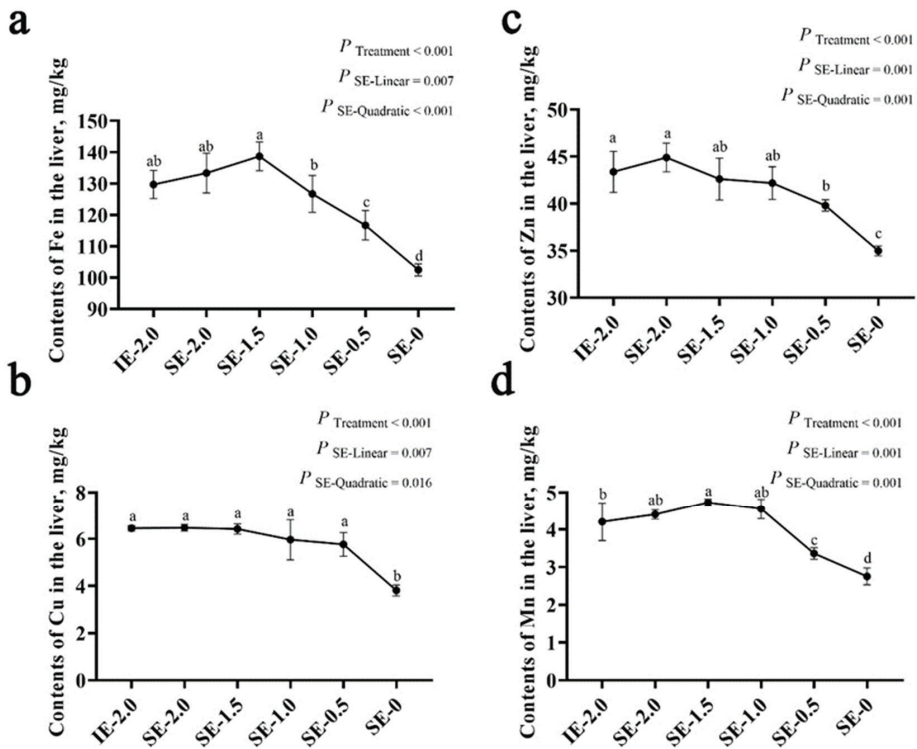 a
P Treatment < 0.001
P SE-Linear = 0.007
P SE-Quadratic < 0.001
Contents of Fe in the liver, mg/kg
150
140
130
120
110
100
90
ab
ab
a
b
c
d
IE-2.0
SE-2.0
SE-1.5
SE-1.0
SE-0.5
SE-0
c
P Treatment < 0.001
P SE-Linear = 0.001
P SE-Quadratic = 0.001
Contents of Zn in the liver, mg/kg
50
45
40
35
30
a
a
ab
ab
b
c
IE-2.0
SE-2.0
SE-1.5
SE-1.0
SE-0.5
SE-0
b
P Treatment < 0.001
P SE-Linear = 0.007
P SE-Quadratic = 0.016
Contents of Cu in the liver, mg/kg
8
6
4
2
0
a
a
a
a
a
b
IE-2.0
SE-2.0
SE-1.5
SE-1.0
SE-0.5
SE-0
d
P Treatment < 0.001
P SE-Linear = 0.001
P SE-Quadratic = 0.001
Contents of Mn in the liver, mg/kg
5
4
3
2
1
0
b
ab
a
ab
c
d
IE-2.0
SE-2.0
SE-1.5
SE-1.0
SE-0.5
SE-0